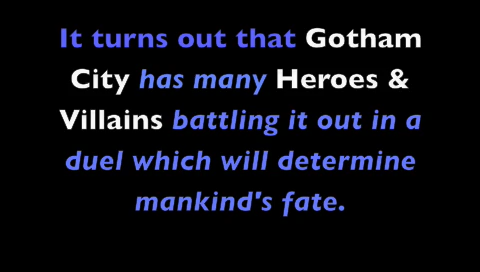 It turns out that Gotham
City has many Heroes &
Villains battling it out in a
duel which will determine
mankind's fate.